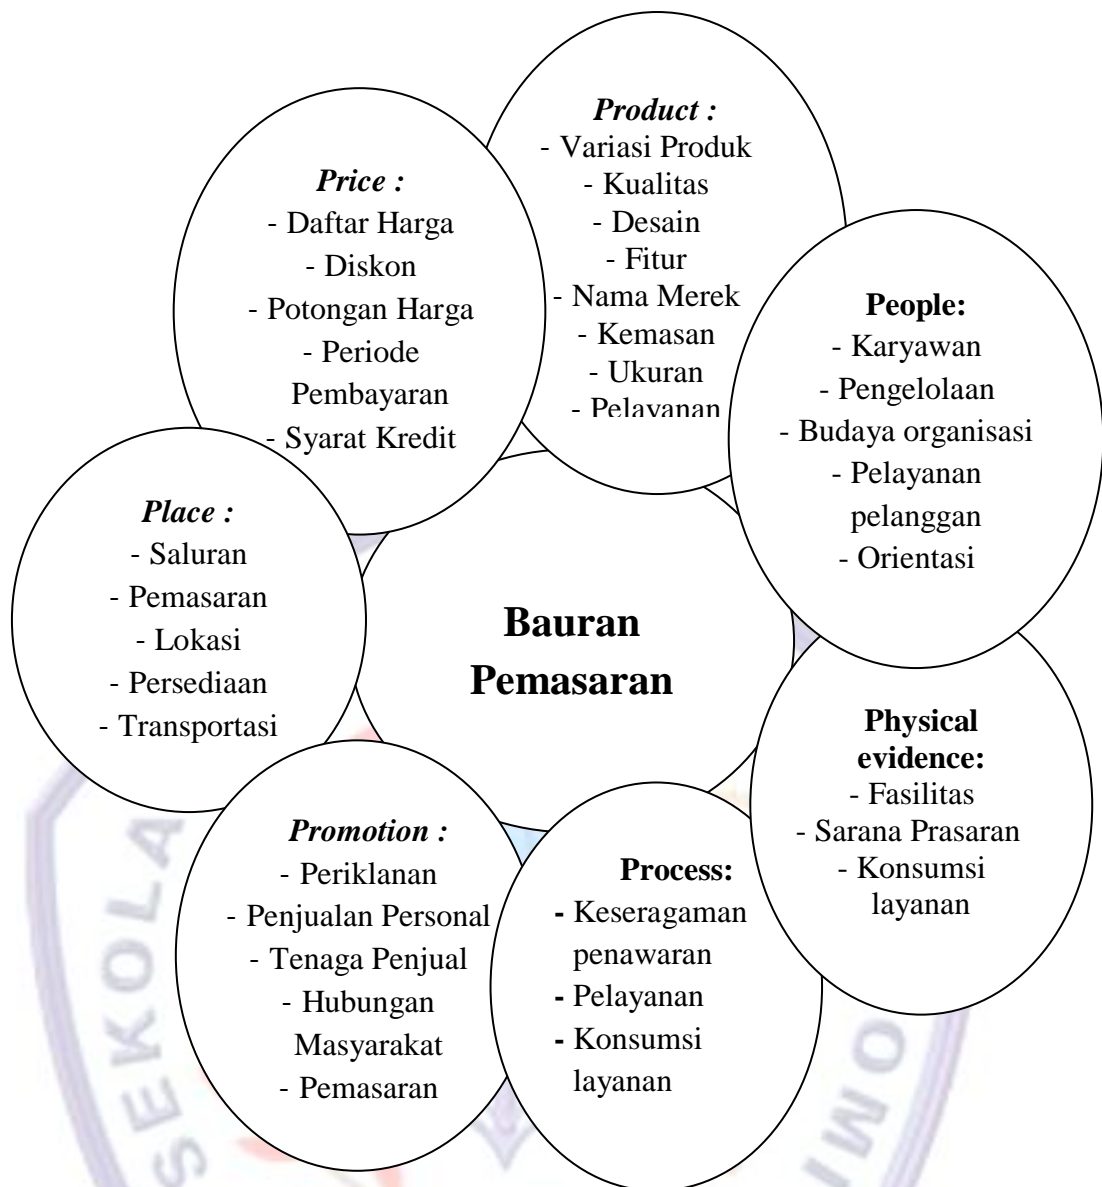 Product :
- Variasi Produk
- Kualitas
- Desain
- Fitur
- Nama Merek
- Kemasan
- Ukuran
- Pelayanan
Price :
- Daftar Harga
- Diskon
- Potongan Harga
- Periode
Pembayaran
- Syarat Kredit
People:
- Karyawan
- Pengelolaan
- Budaya organisasi
- Pelayanan
pelanggan
- Orientasi
Place :
- Saluran
- Pemasaran
- Lokasi
- Persediaan
- Transportasi
Bauran
Pemasaran
Physical
evidence:
- Fasilitas
- Sarana Prasaran
- Konsumsi
layanan
Promotion :
- Periklanan
- Penjualan Personal
- Tenaga Penjual
- Hubungan
Masyarakat
- Pemasaran
Process:
- Keseragaman
penawaran
- Pelayanan
- Konsumsi
layanan
SEKOLA
OMI